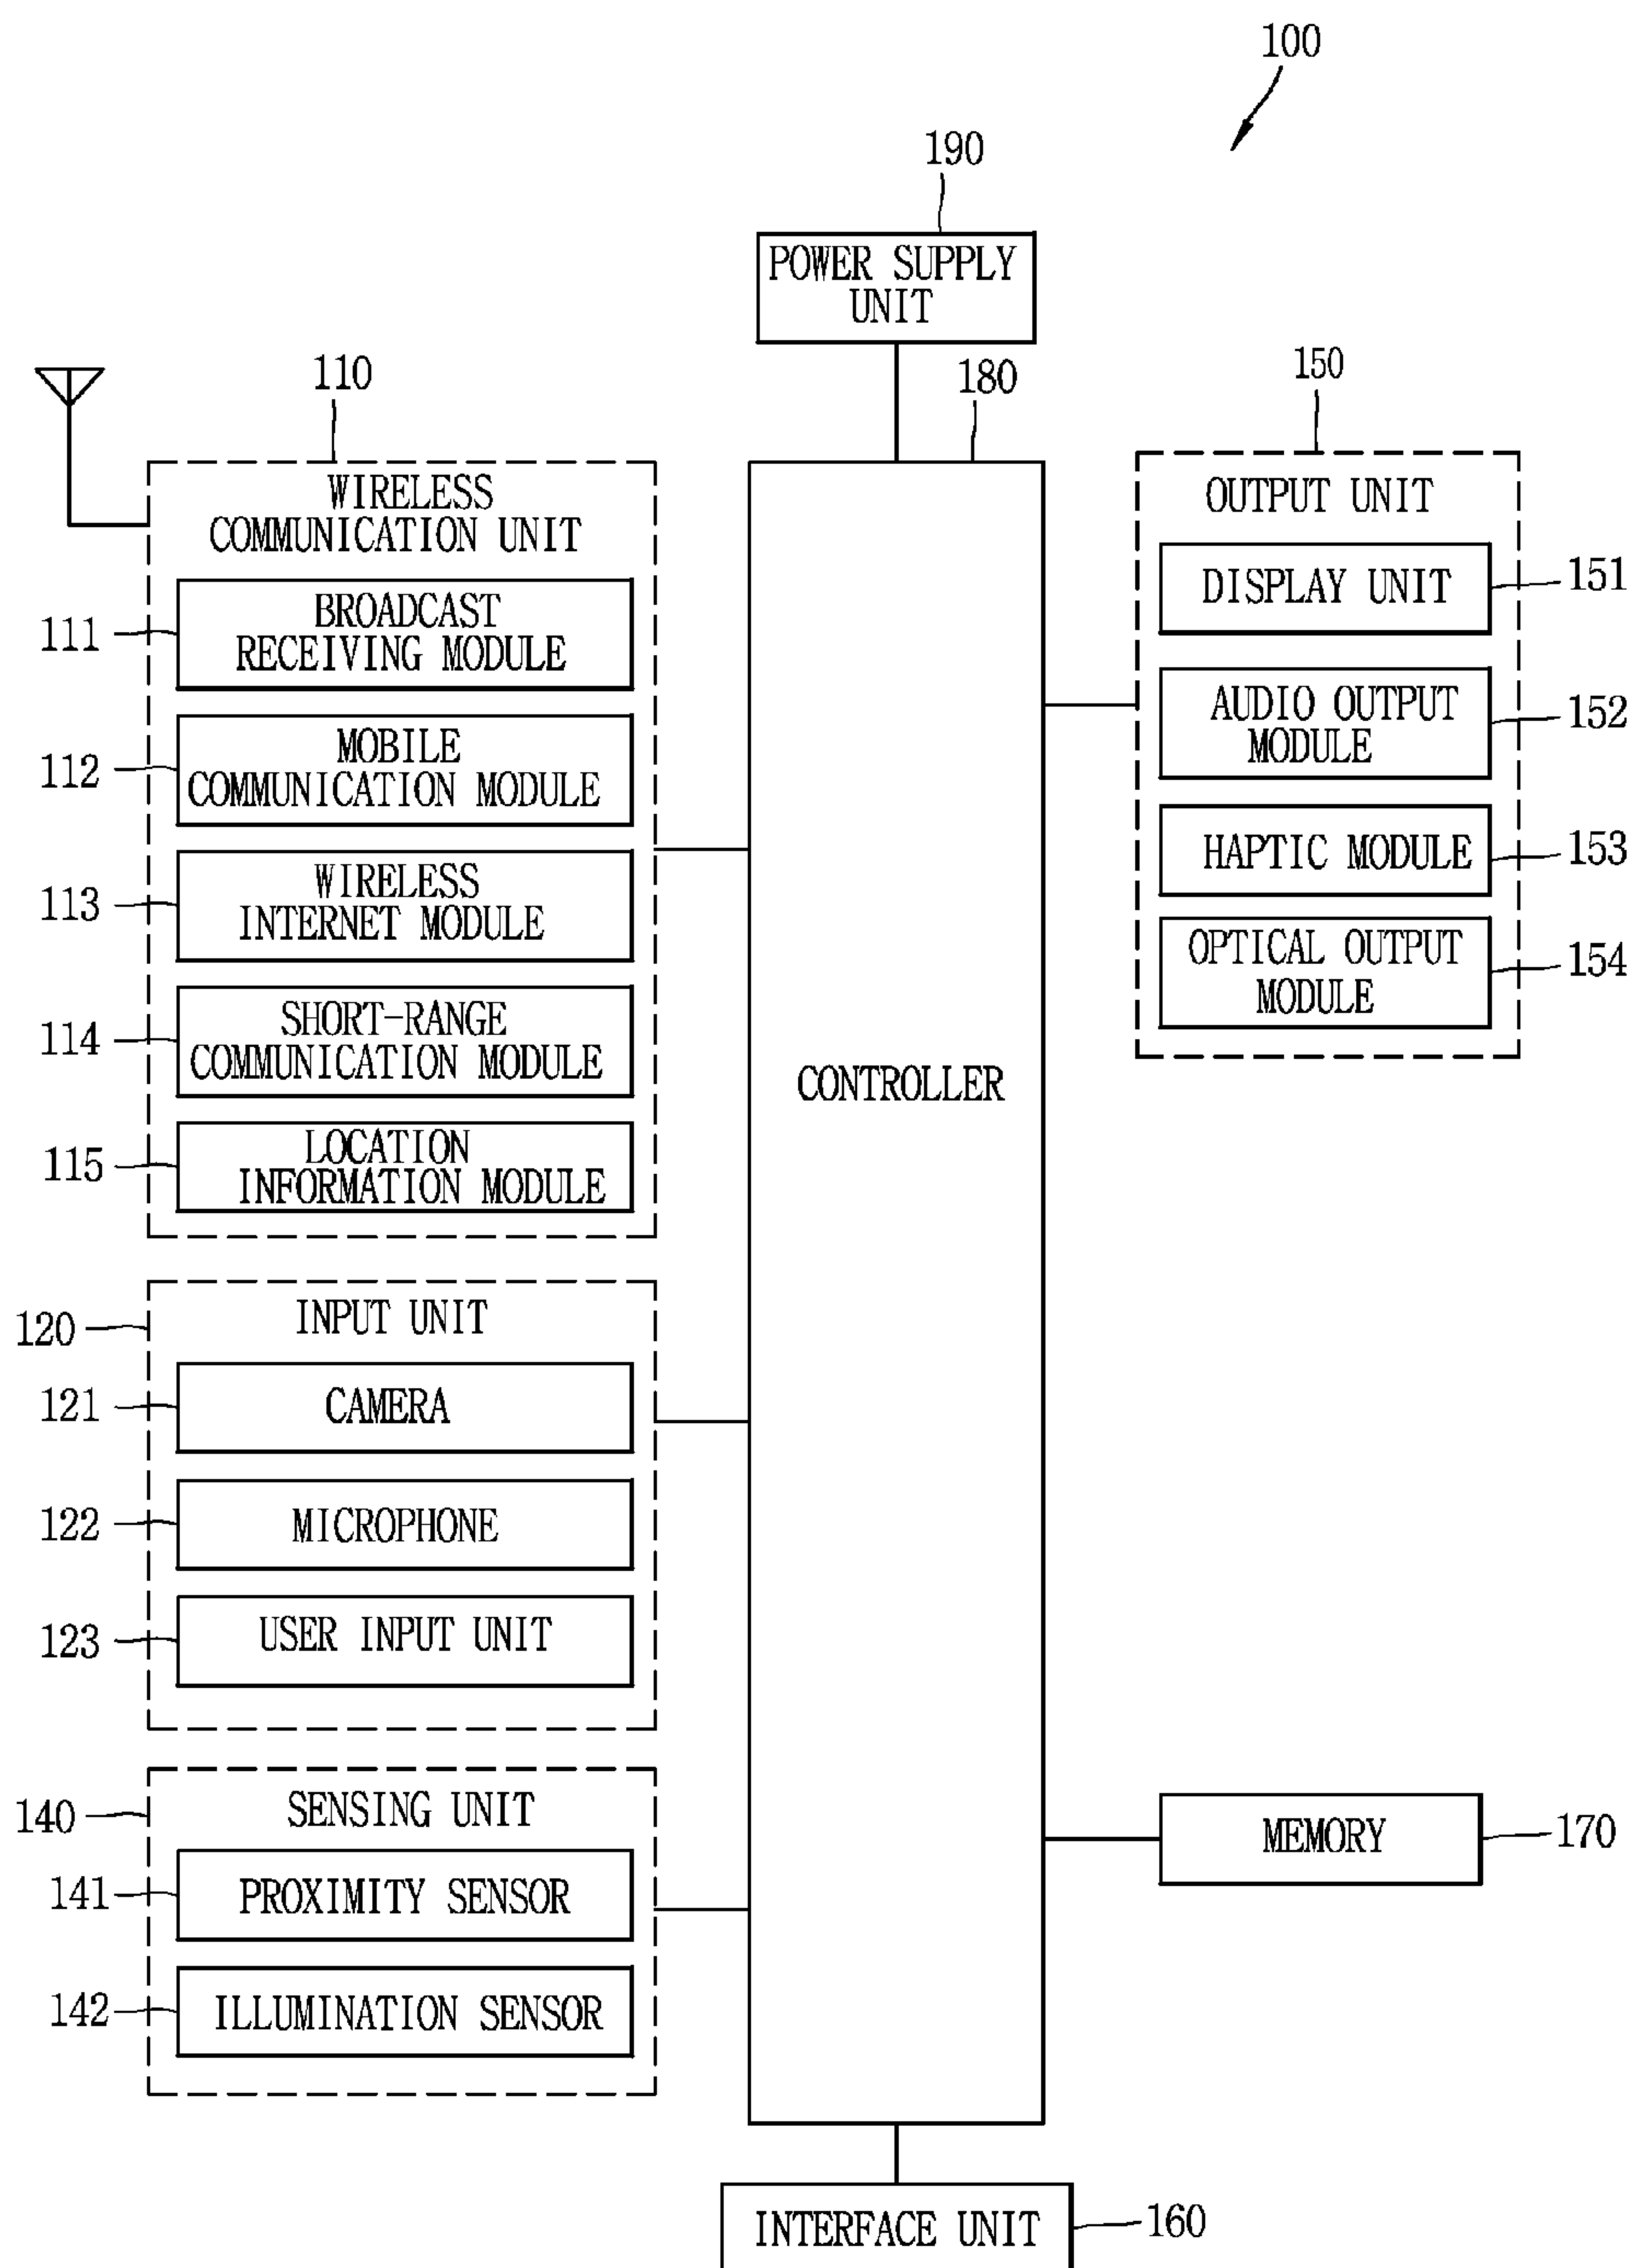 100
190
POWER SUPPLY
UNIT
110
180
150
WIRELESS
COMMUNICATION UNIT
111
BROADCAST
RECEIVING MODULE
112
MOBILE
COMMUNICATION MODULE
113
WIRELESS
INTERNET MODULE
114
SHORT-RANGE
COMMUNICATION MODULE
115
LOCATION
INFORMATION MODULE
120
INPUT UNIT
121
CAMERA
122
MICROPHONE
123
USER INPUT UNIT
140
SENSING UNIT
141
PROXIMITY SENSOR
142
ILLUMINATION SENSOR
CONTROLLER
OUTPUT UNIT
DISPLAY UNIT
151
AUDIO OUTPUT
MODULE
152
HAPTIC MODULE
153
OPTICAL OUTPUT
MODULE
154
MEMORY
170
INTERFACE UNIT
160